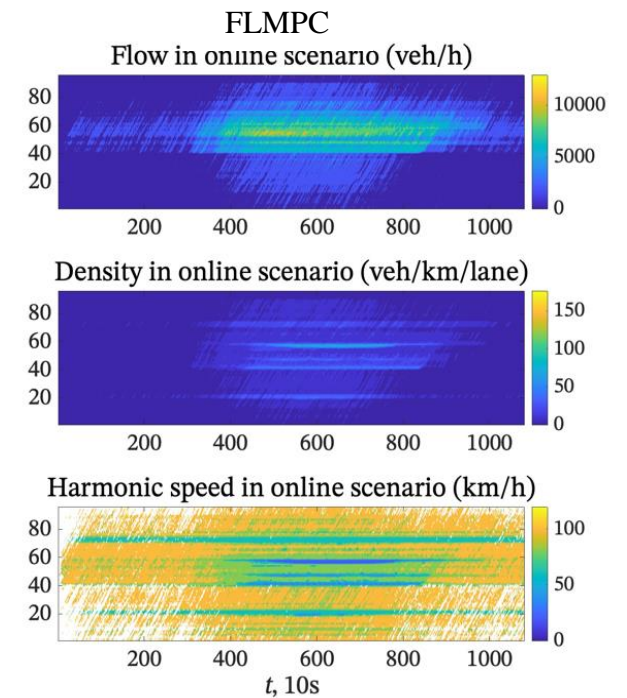 FLMPC
Flow in online scenario (veh/h)
80
60
40
20
200 400 600 800 1000
10000
5000
0
Density in online scenario (veh/km/lane)
80
60
40
20
200 400 600 800 1000
150
100
50
0
Harmonic speed in online scenario (km/h)
80
60
40
20
200 400 600 800 1000
100
50
0
t, 10s